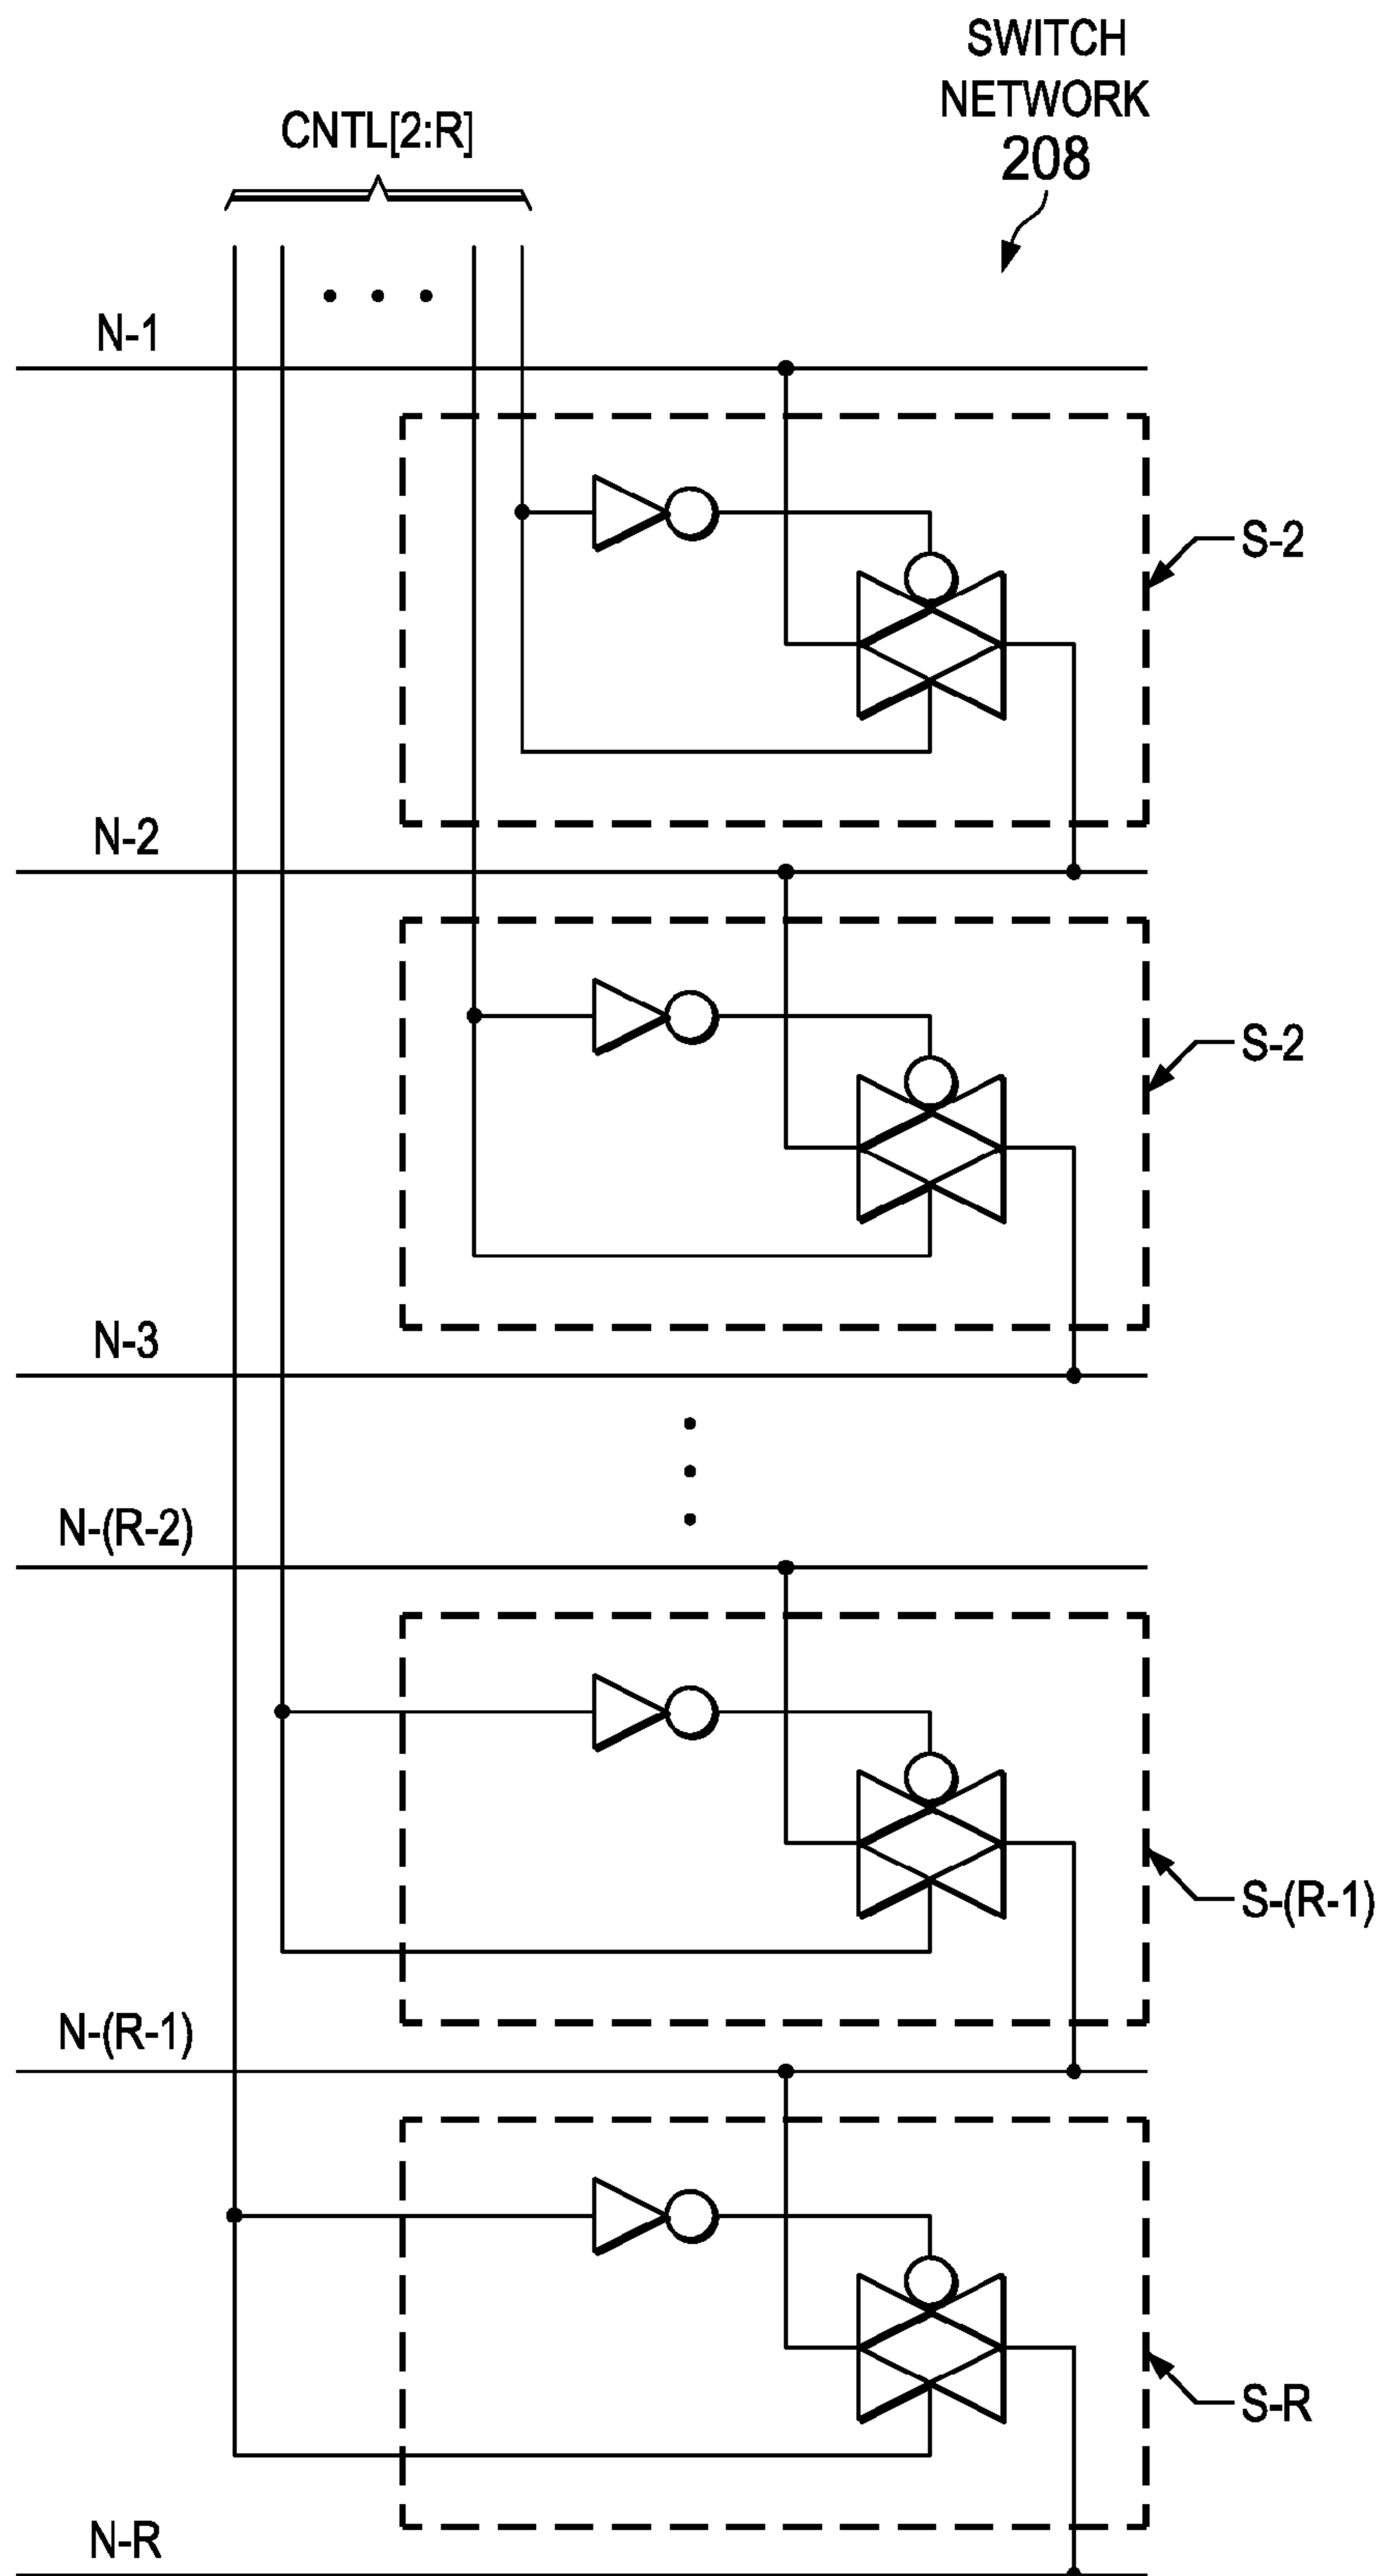 SWITCH
NETWORK
208
CNTL[2:R]
N-1
S-2
N-2
S-2
N-3
N-(R-2)
S-(R-1)
N-(R-1)
S-R
N-R